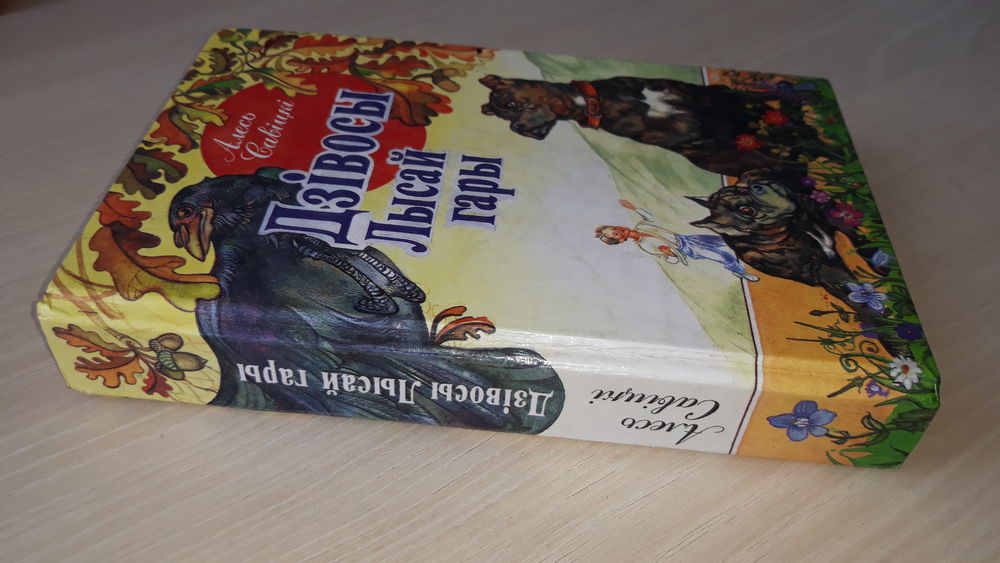 Алесь
Савіцкі
Дзівосы
Лысай
гары
Дзівосы Лысай гары
Алесь
Савіцкі